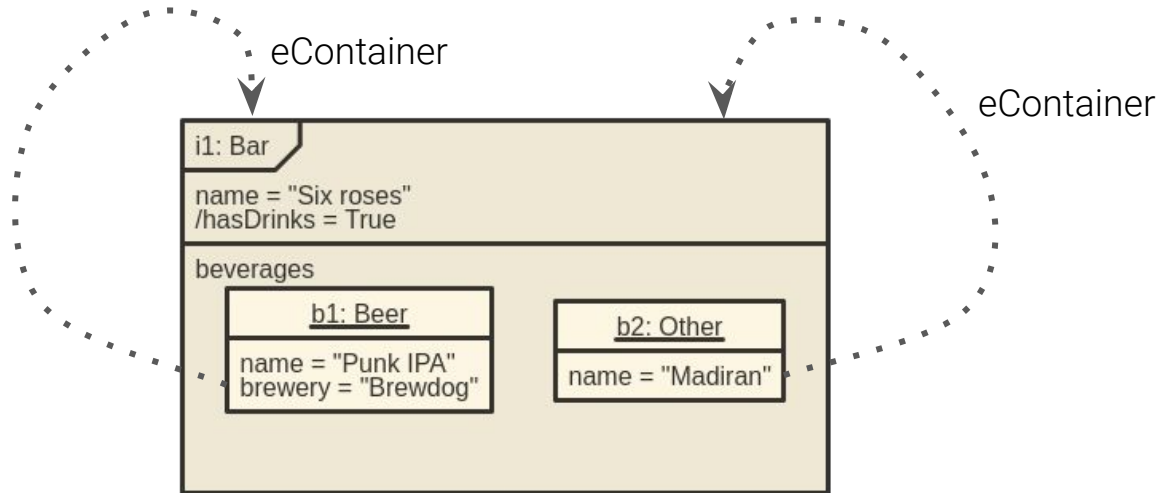 eContainer
eContainer
i1: Bar
name = "Six roses"
/hasDrinks = True
beverages
b1: Beer
name = "Punk IPA"
brewery = "Brewdog"
b2: Other
name = "Madiran"